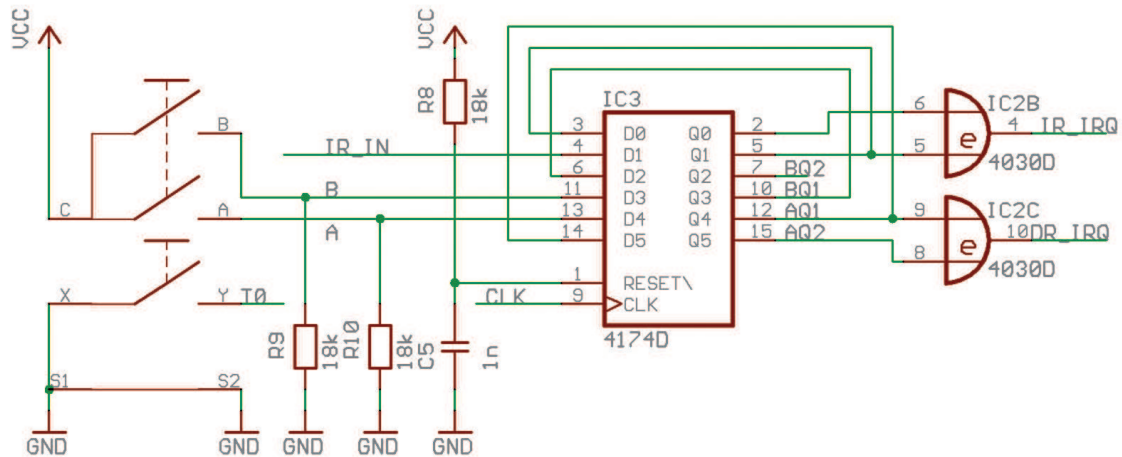 VCC
VCC
R8
18k
IC3
IC2B
6
4
IR_IRQ
e
5
4030D
3
D0
Q0
2
IR_IN
4
D1
Q1
5
6
D2
Q2
7
BQ2
B
B
11
D3
Q3
10
BQ1
C
A
A
13
D4
Q4
12
AQ1
9
IC2C
14
D5
Q5
15
AQ2
10
DR_IRQ
e
8
4030D
1
RESET\
X
Y
T0
CLK
9
CLK
4174D
R9
18k
R10
18k
C5
1n
S1
S2
GND
GND
GND
GND
GND